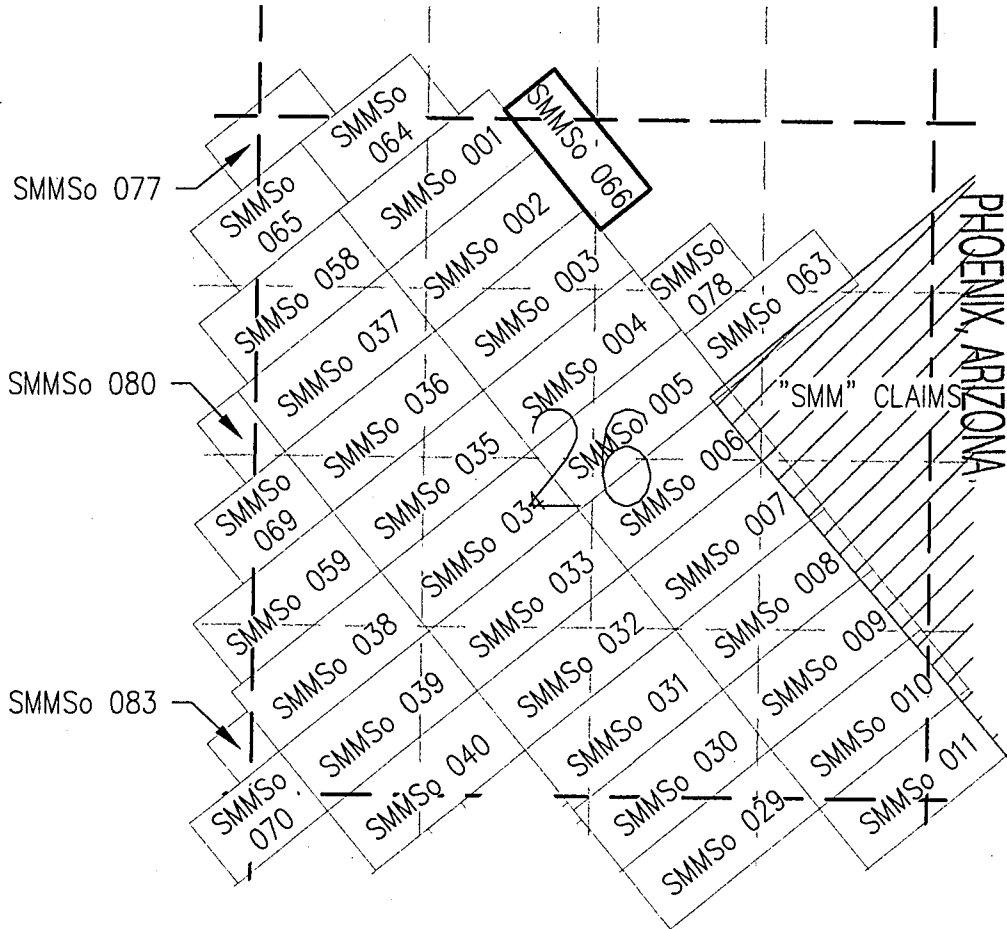 SMMSo 077
SMMSo
064
SMMSo 001
SMMSo 066
SMMSo
065
SMMSo 002
SMMSo 058
SMMSo 003
SMMSo
078
SMMSo 063
SMMSo 037
SMMSo 004
SMMSo 080
SMMSo 036
SMMSo 005
"SMM" CLAIMS
PHOENIX, ARIZONA
SMMSo
069
SMMSo 035
26
SMMSo 006
SMMSo 059
SMMSo 034
SMMSo 007
SMMSo 038
SMMSo 033
SMMSo 008
SMMSo 083
SMMSo 039
SMMSo 032
SMMSo 009
SMMSo
070
SMMSo 040
SMMSo 031
SMMSo 010
SMMSo 030
SMMSo 011
SMMSo 029